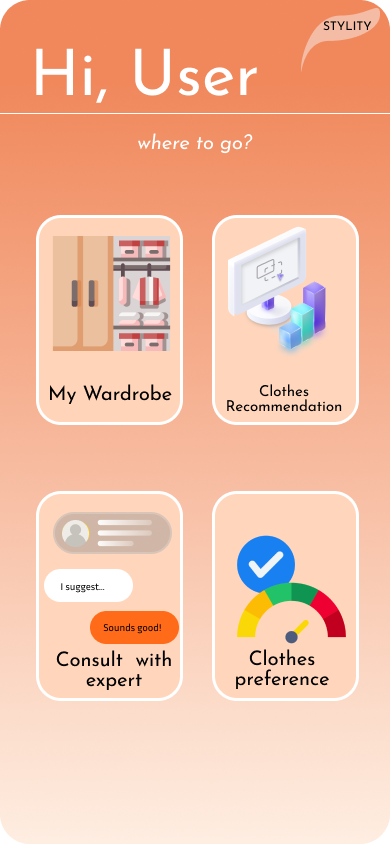 STYLITY
Hi, User
where to go?
My Wardrobe
Clothes
Recommendation
I suggest...
Sounds good!
Consult with
expert
Clothes
preference